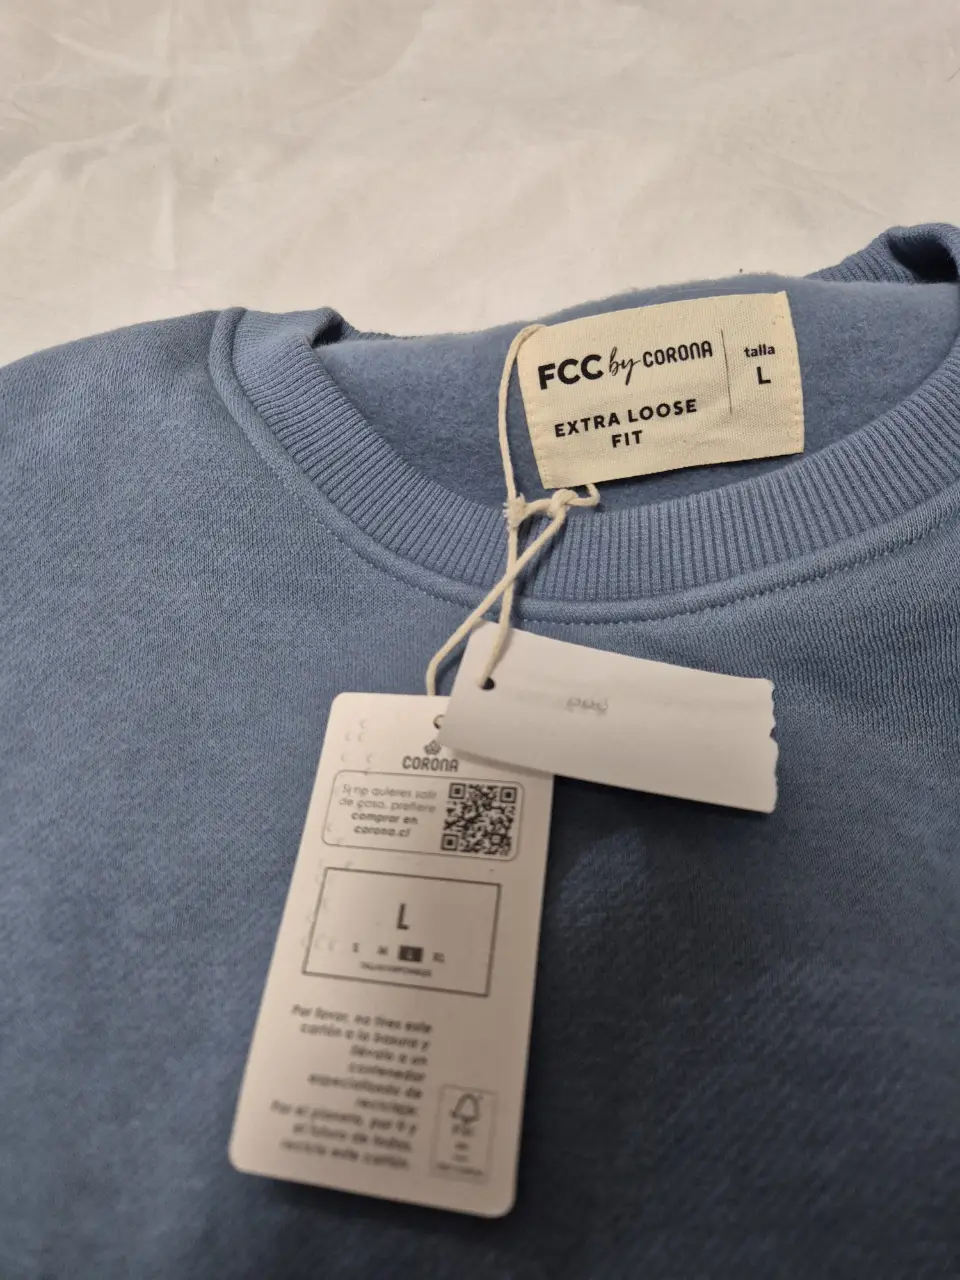 FCC by CORONA
EXTRA LOOSE
FIT
talla
L
CORONA
Si no quieres salir
de casa, prefiere
comprar en
corona.cl
L
S M L XL
Por favor, no tires este
cartón a la basura y
llévalo a un
contenedor
especializado de
reciclaje.
Por el planeta, por ti y
el futuro de todos,
recicla este cartón.
FSC